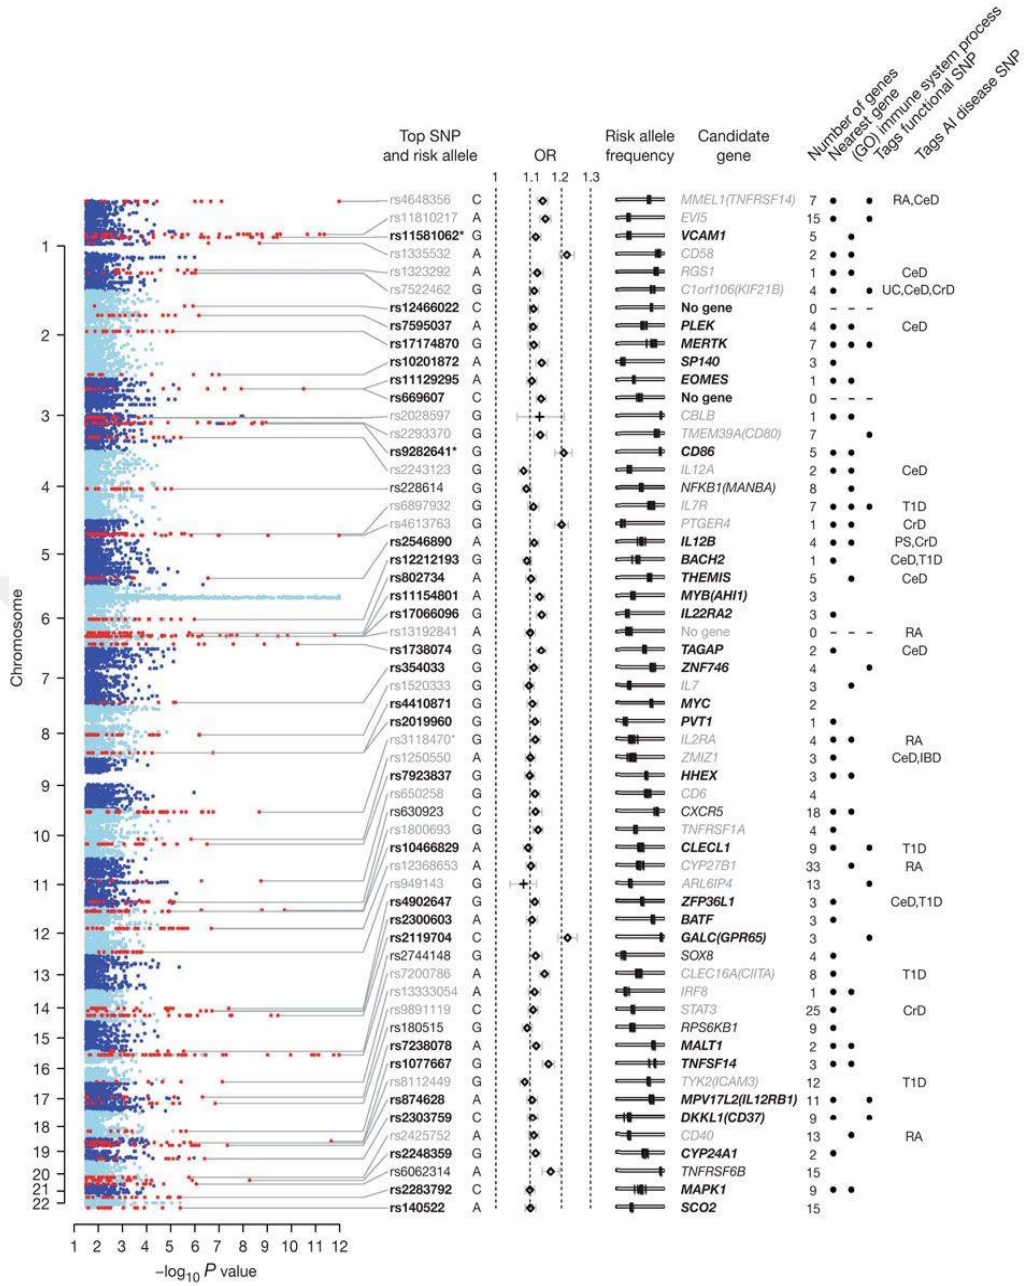 Number of genes
Nearest gene
(GO) immune system process
Tags functional SNP
Tags AI disease SNP
Top SNP and risk allele
OR
Risk allele frequency
Candidate gene
1 1.1 1.2 1.3
rs4648356 C MMEL1(TNFRSF14) 7 RA,CeD
rs11810217 A EVI5 15
rs11581062* G VCAM1 5
rs1335532 A CD58 2
rs1323292 A RGS1 1 CeD
rs7522462 G C1orf106(KIF21B) 4 UC,CeD,CrD
rs12466022 C No gene 0 – – –
rs7595037 A PLEK 4 CeD
rs17174870 G MERTK 7
rs10201872 A SP140 3
rs11129295 A EOMES 1
rs669607 C No gene 0 – – –
rs2028597 G CBLB 1
rs2293370 G TMEM39A(CD80) 7
rs9282641* G CD86 5
rs2243123 G IL12A 2 CeD
rs228614 G NFKB1(MANBA) 8
rs6897932 G IL7R 7 T1D
rs4613763 G PTGER4 1 CrD
rs2546890 A IL12B 4 PS,CrD
rs12212193 G BACH2 1 CeD,T1D
rs802734 A THEMIS 5 CeD
rs11154801 A MYB(AHI1) 3
rs17066096 G IL22RA2 3
rs13192841 A No gene 0 – – – RA
rs1738074 G TAGAP 2 CeD
rs354033 G ZNF746 4
rs1520333 G IL7 3
rs4410871 G MYC 2
rs2019960 G PVT1 1
rs3118470* G IL2RA 4 RA
rs1250550 A ZMIZ1 3 CeD,IBD
rs7923837 G HHEX 3
rs650258 G CD6 4
rs630923 C CXCR5 18
rs1800693 G TNFRSF1A 4
rs10466829 A CLECL1 9 T1D
rs12368653 A CYP27B1 33 RA
rs949143 G ARL6IP4 13
rs4902647 G ZFP36L1 3 CeD,T1D
rs2300603 A BATF 3
rs2119704 C GALC(GPR65) 3
rs2744148 G SOX8 4
rs7200786 A CLEC16A(CIITA) 8 T1D
rs13333054 A IRF8 1
rs9891119 C STAT3 25 CrD
rs180515 G RPS6KB1 9
rs7238078 A MALT1 2
rs1077667 G TNFSF14 3
rs8112449 G TYK2(ICAM3) 12 T1D
rs874628 A MPV17L2(IL12RB1) 11
rs2303759 C DKKL1(CD37) 9
rs2425752 A CD40 13 RA
rs2248359 G CYP24A1 2
rs6062314 A TNFRSF6B 15
rs2283792 C MAPK1 9
rs140522 A SCO2 15
Chromosome
1
2
3
4
5
6
7
8
9
10
11
12
13
14
15
16
17
18
19
20
21
22
1 2 3 4 5 6 7 8 9 10 11 12
−log10 P value